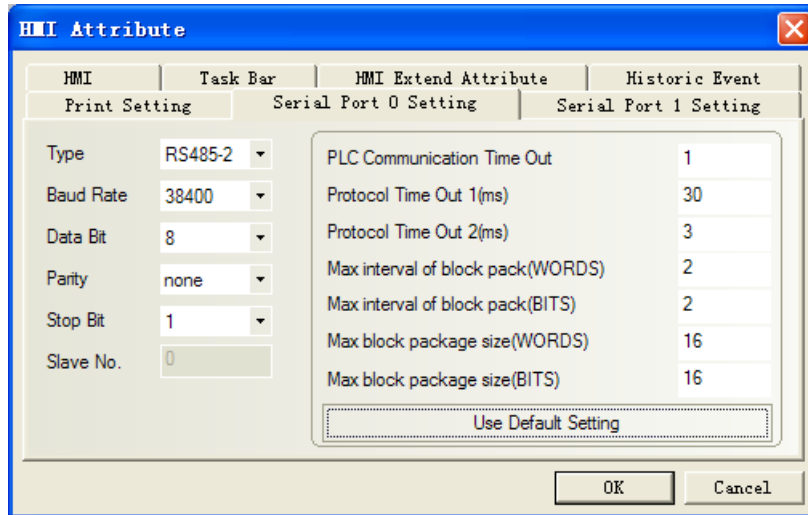 HMI Attribute
HMI Task Bar HMI Extend Attribute Historic Event
Print Setting Serial Port 0 Setting Serial Port 1 Setting
Type RS485-2
Baud Rate 38400
Data Bit 8
Parity none
Stop Bit 1
Slave No. 0
PLC Communication Time Out 1
Protocol Time Out 1(ms) 30
Protocol Time Out 2(ms) 3
Max interval of block pack(WORDS) 2
Max interval of block pack(BITS) 2
Max block package size(WORDS) 16
Max block package size(BITS) 16
Use Default Setting
OK Cancel